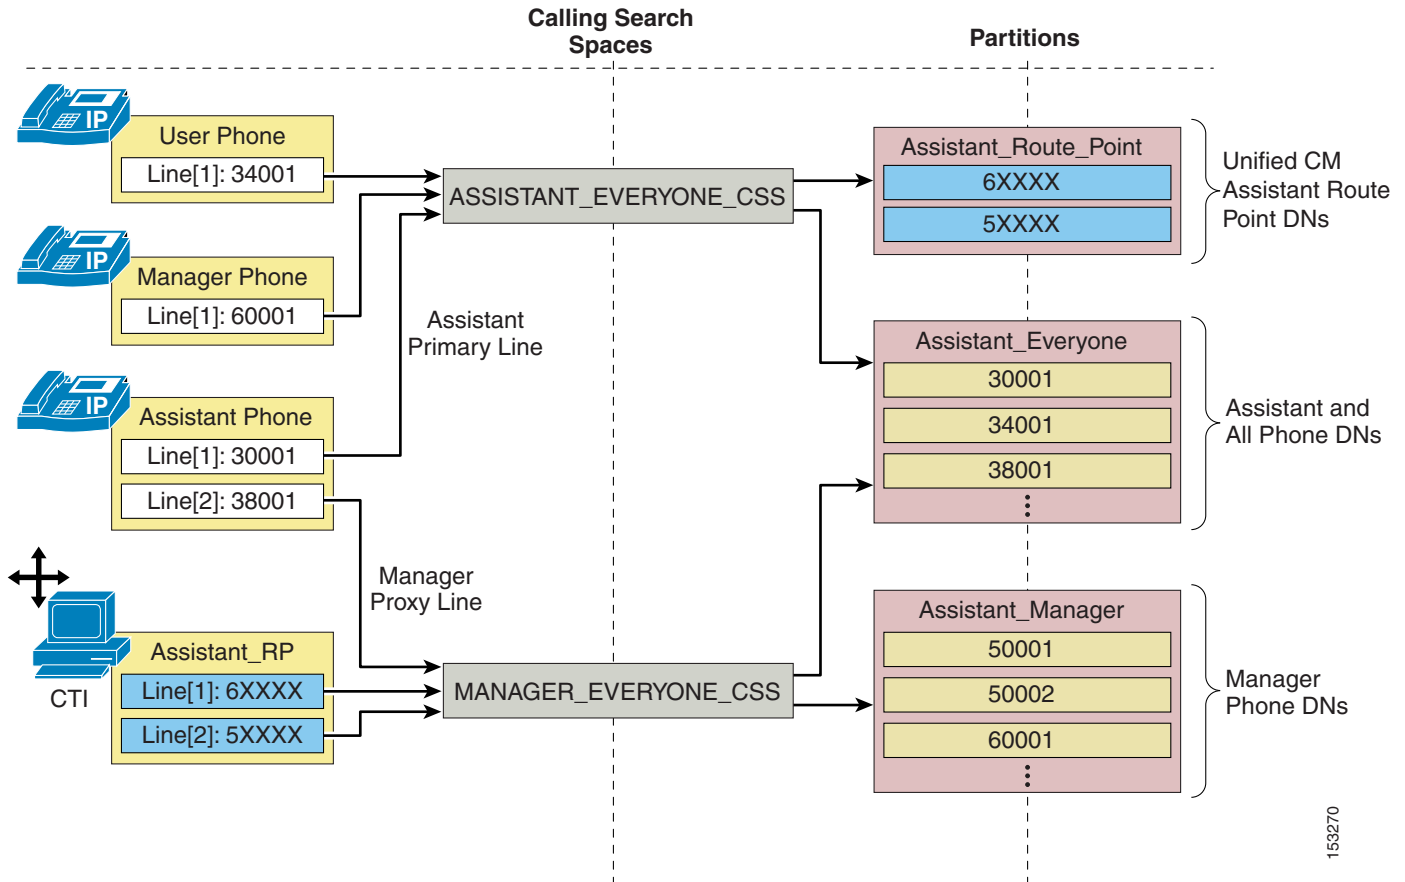 Calling Search
Spaces
Partitions
IP
User Phone
Line[1]: 34001
IP
Manager Phone
Line[1]: 60001
IP
Assistant Phone
Line[1]: 30001
Line[2]: 38001
CTI
Assistant_RP
Line[1]: 6XXXX
Line[2]: 5XXXX
Assistant
Primary Line
Manager
Proxy Line
ASSISTANT_EVERYONE_CSS
MANAGER_EVERYONE_CSS
Assistant_Route_Point
6XXXX
5XXXX
Unified CM
Assistant Route
Point DNs
Assistant_Everyone
30001
34001
38001
Assistant and
All Phone DNs
Assistant_Manager
50001
50002
60001
Manager
Phone DNs
153270